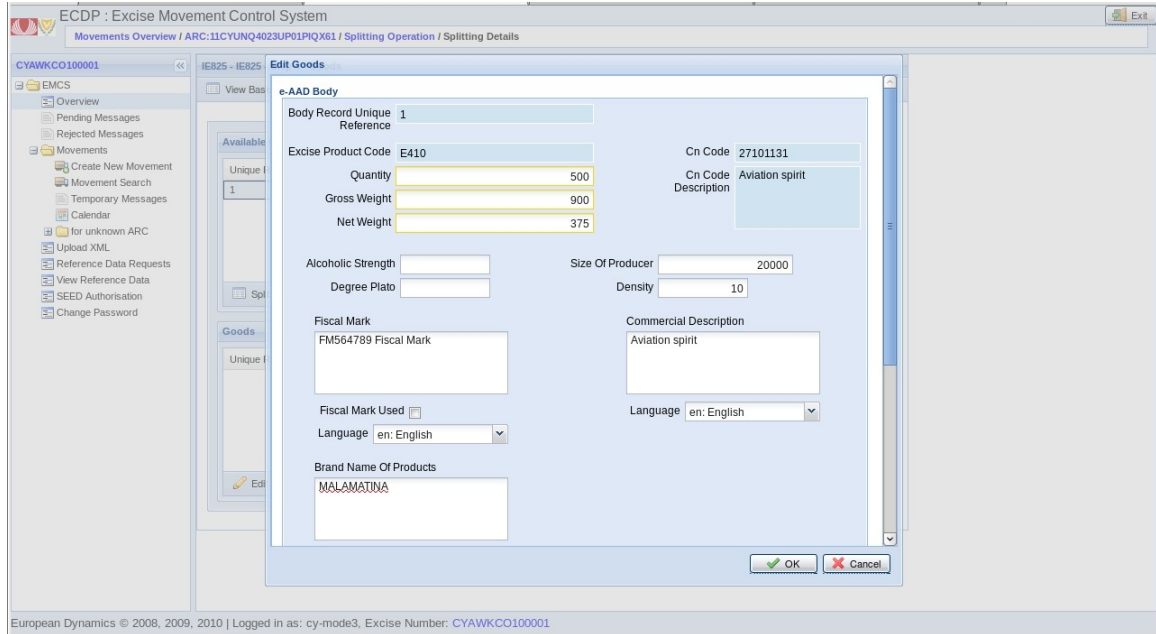 ECDP : Excise Movement Control System
Exit
Movements Overview / ARC:11CYUNQ4023UP01PIQX61 / Splitting Operation / Splitting Details
CYAWKCO100001
EMCS
Overview
Pending Messages
Rejected Messages
Movements
Create New Movement
Movement Search
Temporary Messages
Calendar
for unknown ARC
Upload XML
Reference Data Requests
View Reference Data
SEED Authorisation
Change Password
IE825 - IE825
View Bas
Available
Unique
1
Spl
Goods
Unique
Edi
Edit Goods
e-AAD Body
Body Record Unique
Reference
1
Excise Product Code E410
Cn Code 27101131
Quantity 500
Cn Code
Description
Aviation spirit
Gross Weight 900
Net Weight 375
Alcoholic Strength
Size Of Producer 20000
Degree Plato
Density 10
Fiscal Mark
Commercial Description
FM564789 Fiscal Mark
Aviation spirit
Fiscal Mark Used
Language en: English
Language en: English
Brand Name Of Products
MALAMATINA
OK
Cancel
European Dynamics © 2008, 2009, 2010 | Logged in as: cy-mode3, Excise Number: CYAWKCO100001